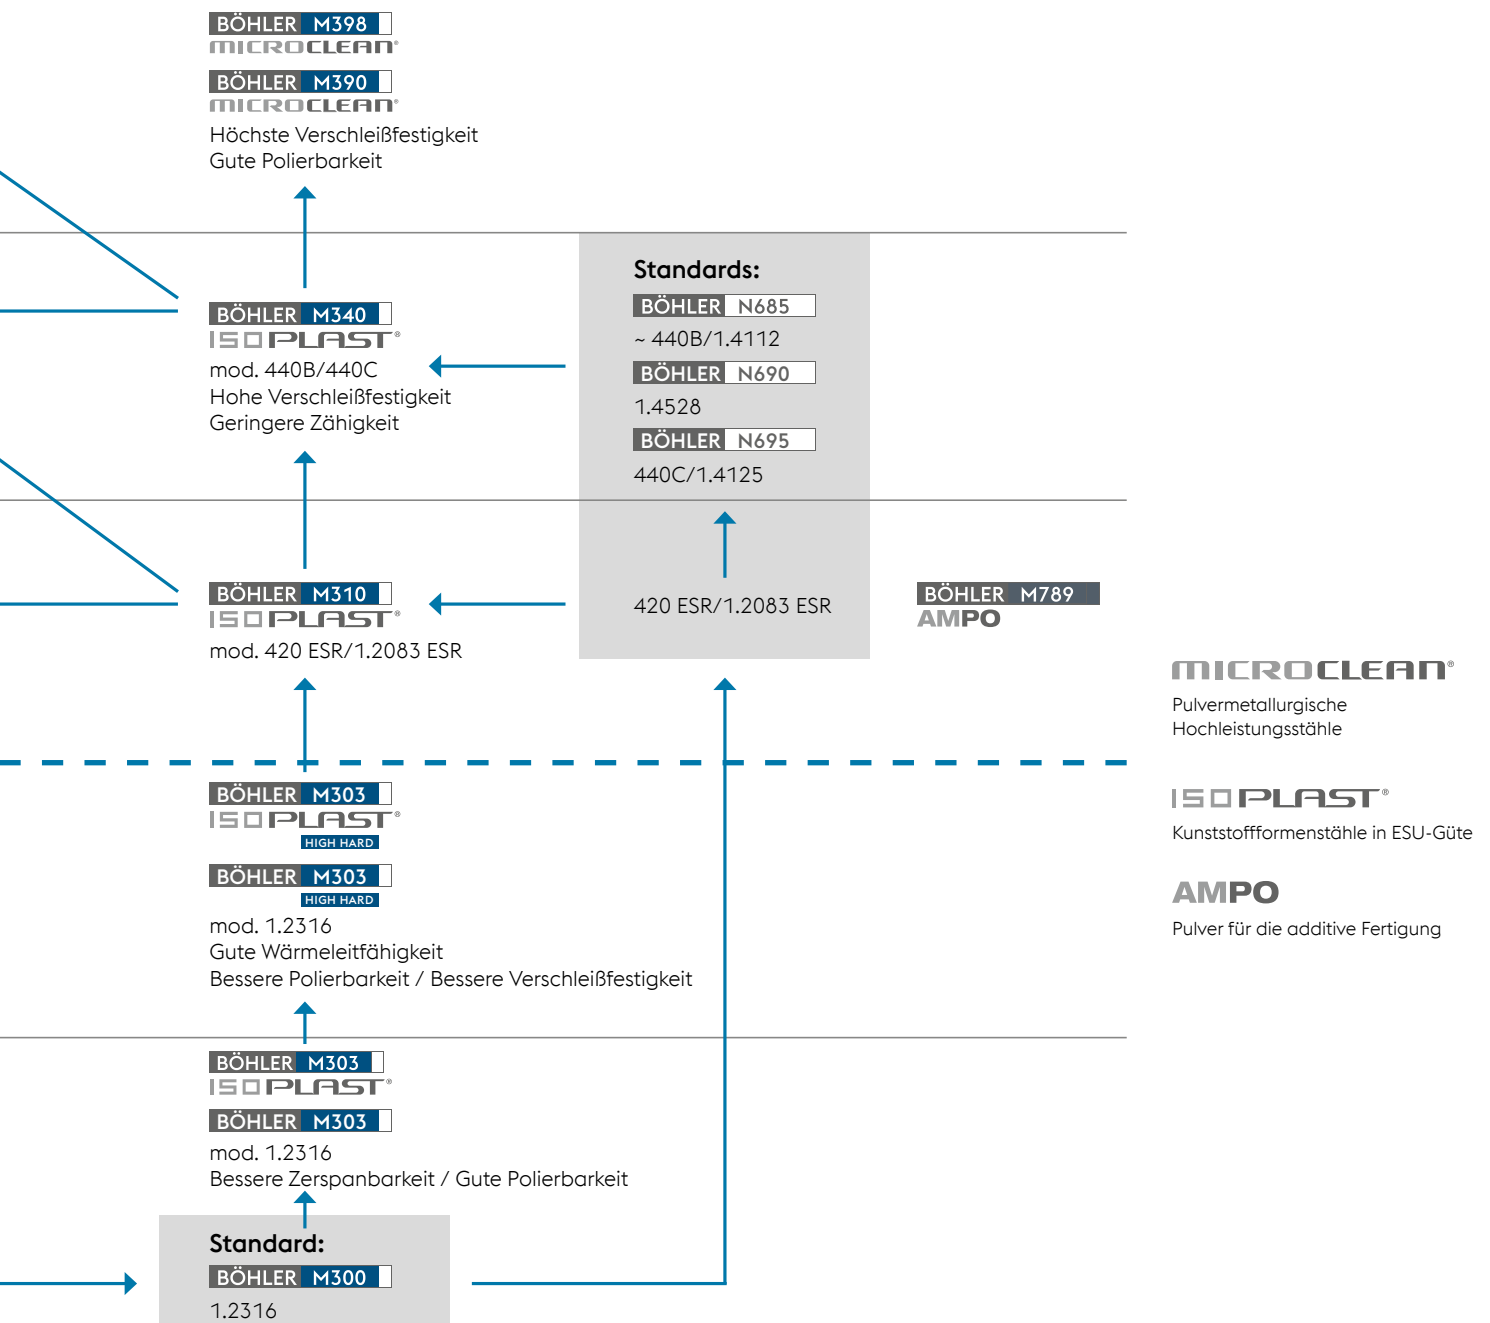 BÖHLER M398
MICROCLEAN®
BÖHLER M390
MICROCLEAN®
Höchste Verschleißfestigkeit
Gute Polierbarkeit
BÖHLER M340
ISOPLAST®
mod. 440B/440C
Hohe Verschleißfestigkeit
Geringere Zähigkeit
Standards:
BÖHLER N685
~ 440B/1.4112
BÖHLER N690
1.4528
BÖHLER N695
440C/1.4125
BÖHLER M310
ISOPLAST®
mod. 420 ESR/1.2083 ESR
420 ESR/1.2083 ESR
BÖHLER M789
AMPO
BÖHLER M303
ISOPLAST®
HIGH HARD
BÖHLER M303
HIGH HARD
mod. 1.2316
Gute Wärmeleitfähigkeit
Bessere Polierbarkeit / Bessere Verschleißfestigkeit
BÖHLER M303
ISOPLAST®
BÖHLER M303
mod. 1.2316
Bessere Zerspanbarkeit / Gute Polierbarkeit
Standard:
BÖHLER M300
1.2316
MICROCLEAN®
Pulvermetallurgische
Hochleistungsstähle
ISOPLAST®
Kunststoffformenstähle in ESU-Güte
AMPO
Pulver für die additive Fertigung